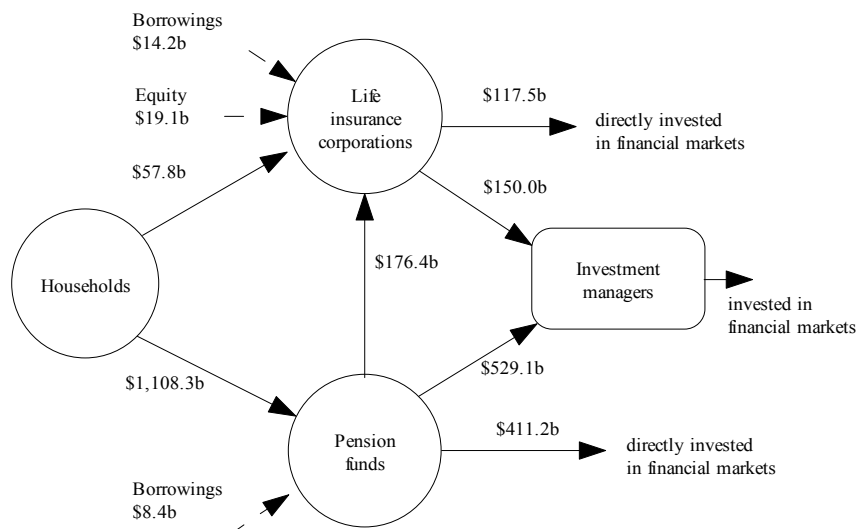 Borrowings
$14.2b
Equity
$19.1b
Life
insurance
corporations
$117.5b
directly invested
in financial markets
$57.8b
$150.0b
Households
$176.4b
Investment
managers
invested in
financial markets
$1,108.3b
$529.1b
Pension
funds
$411.2b
directly invested
in financial markets
Borrowings
$8.4b